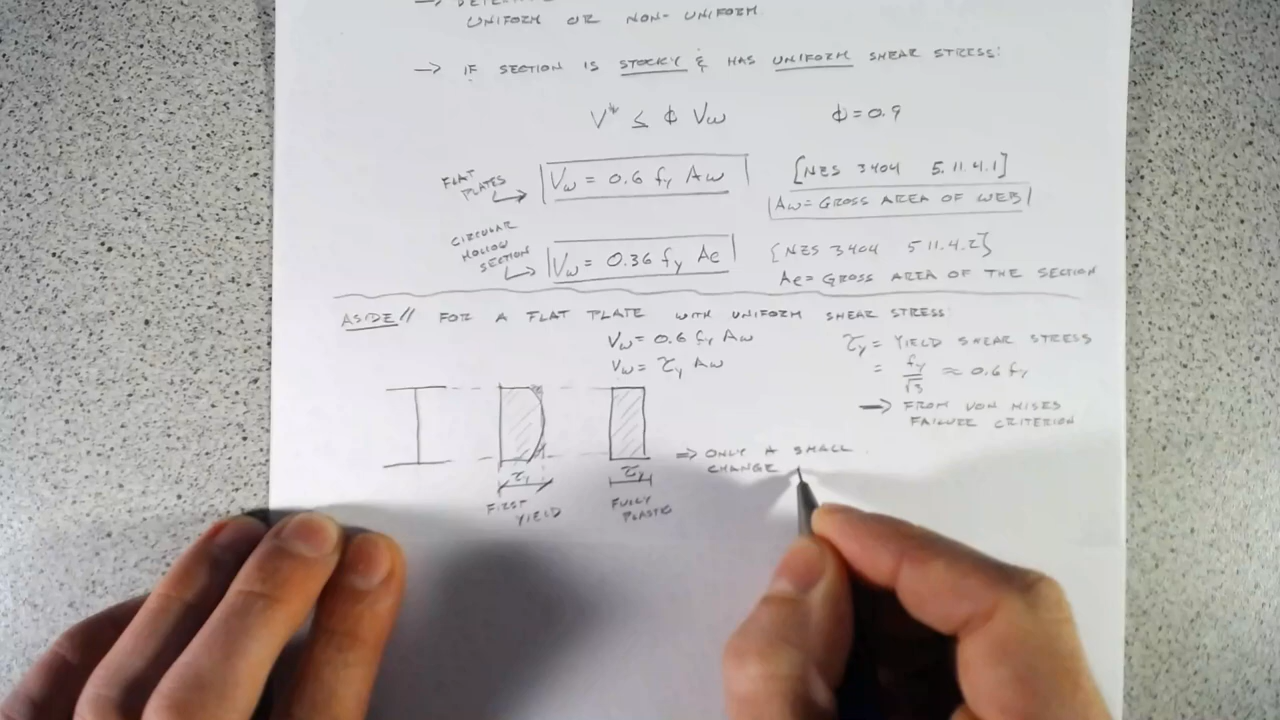 UNIFORM OR NON-UNIFORM
→ IF SECTION IS STOCKY & HAS UNIFORM SHEAR STRESS:
V* ≤ ϕ Vw ϕ = 0.9
FLAT PLATES → Vw = 0.6 fy Aw [NZS 3404 5.11.4.1]
Aw = GROSS AREA OF WEB
CIRCULAR HOLLOW SECTION → Vw = 0.36 fy Ae [NZS 3404 5.11.4.2]
Ae = GROSS AREA OF THE SECTION
ASIDE // FOR A FLAT PLATE WITH UNIFORM SHEAR STRESS
Vw = 0.6 fy Aw
Vw = τy Aw
τy = YIELD SHEAR STRESS
= fy/√3 ≈ 0.6 fy
→ FROM VON MISES
FAILURE CRITERION
τy
FIRST
YIELD
τy
FULLY
PLASTIC
⇒ ONLY A SMALL
CHANGE